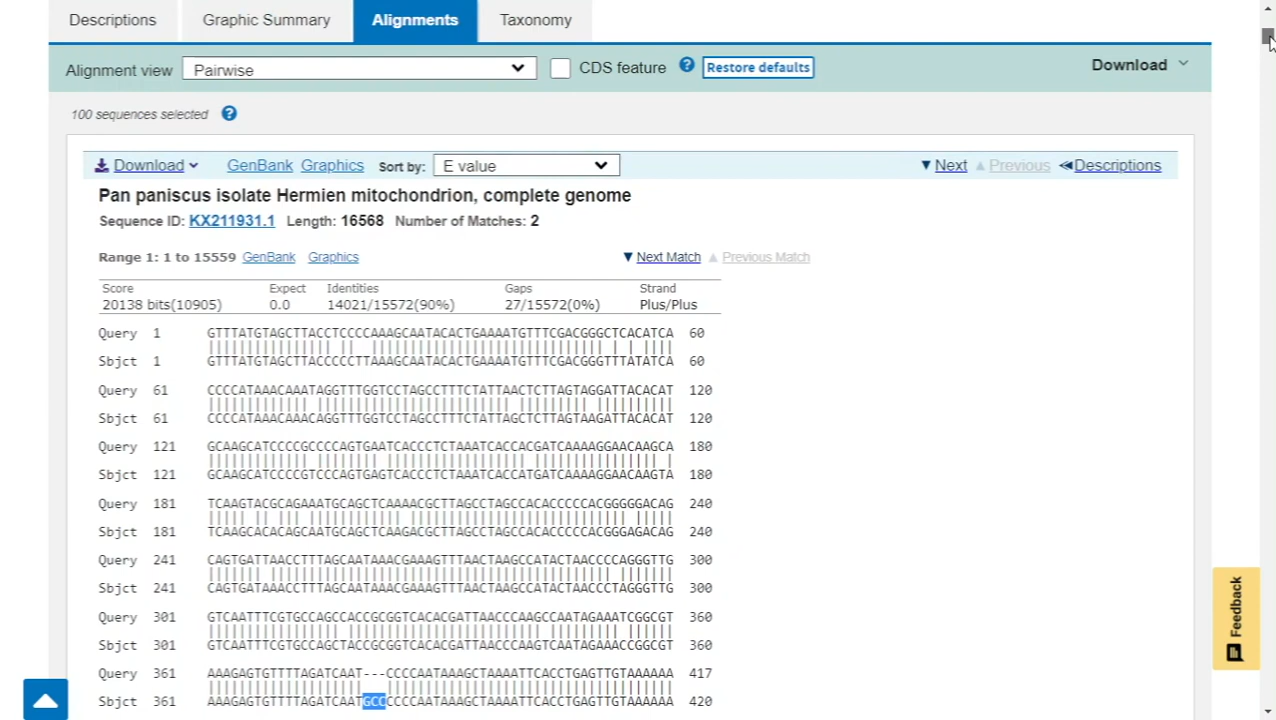 Descriptions Graphic Summary Alignments Taxonomy
Alignment view Pairwise CDS feature ? Restore defaults Download
100 sequences selected ?
Download GenBank Graphics Sort by: E value Next Previous Descriptions
Pan paniscus isolate Hermien mitochondrion, complete genome
Sequence ID: KX211931.1 Length: 16568 Number of Matches: 2
Range 1: 1 to 15559 GenBank Graphics Next Match Previous Match
Score Expect Identities Gaps Strand
20138 bits(10905) 0.0 14021/15572(90%) 27/15572(0%) Plus/Plus
Query 1 GTTTATGTAGCTTACCTCCCCAAAGCAATACACTGAAAATGTTTCGACGGGCTCACATCA 60
Sbjct 1 GTTTATGTAGCTTACCCCCTTAAAGCAATACACTGAAAATGTTTCGACGGGTTTATATCA 60
Query 61 CCCCATAAACAAATAGGTTTGGTCCTAGCCTTTCTATTAACTCTTAGTAGGATTACACAT 120
Sbjct 61 CCCCATAAACAAACAGGTTTGGTCCTAGCCTTTCTATTAGCTCTTAGTAAGATTACACAT 120
Query 121 GCAAGCATCCCCGCCCCAGTGAATCACCCTCTAAATCACCACGATCAAAAGGAACAAGCA 180
Sbjct 121 GCAAGCATCCCCGTCCCAGTGAGTCACCCTCTAAATCACCATGATCAAAAGGAACAAGTA 180
Query 181 TCAAGTACGCAGAAATGCAGCTCAAAACGCTTAGCCTAGCCACACCCCCACGGGGGACAG 240
Sbjct 181 TCAAGCACACAGCAATGCAGCTCAAGACGCTTAGCCTAGCCACACCCCCACGGGAGACAG 240
Query 241 CAGTGATTAACCTTTAGCAATAAACGAAAGTTTAACTAAGCCATACTAACCCCAGGGTTG 300
Sbjct 241 CAGTGATAAACCTTTAGCAATAAACGAAAGTTTAACTAAGCCATACTAACCCTAGGGTTG 300
Query 301 GTCAATTTCGTGCCAGCCACCGCGGTCACACGATTAACCCAAGCCAATAGAAATCGGCGT 360
Sbjct 301 GTCAATTTCGTGCCAGCTACCGCGGTCACACGATTAACCCAAGTCAATAGAAACCGGCGT 360
Query 361 AAAGAGTGTTTTAGATCAAT---CCCCAATAAAGCTAAAATTCACCTGAGTTGTAAAAAA 417
Sbjct 361 AAAGAGTGTTTTAGATCAATGCCCCCCAATAAAGCTAAAATTCACCTGAGTTGTAAAAAA 420
Feedback